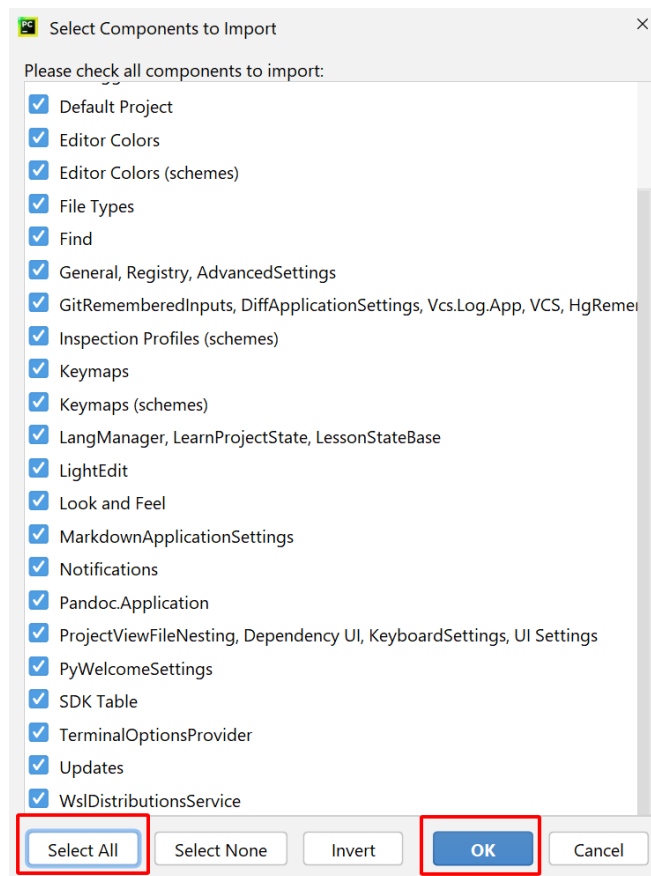 PC
Select Components to Import
Please check all components to import:
Default Project
Editor Colors
Editor Colors (schemes)
File Types
Find
General, Registry, AdvancedSettings
GitRememberedInputs, DiffApplicationSettings, Vcs.Log.App, VCS, HgRemer
Inspection Profiles (schemes)
Keymaps
Keymaps (schemes)
LangManager, LearnProjectState, LessonStateBase
LightEdit
Look and Feel
MarkdownApplicationSettings
Notifications
Pandoc.Application
ProjectViewFileNesting, Dependency UI, KeyboardSettings, UI Settings
PyWelcomeSettings
SDK Table
TerminalOptionsProvider
Updates
WslDistributionsService
Select All Select None Invert OK Cancel